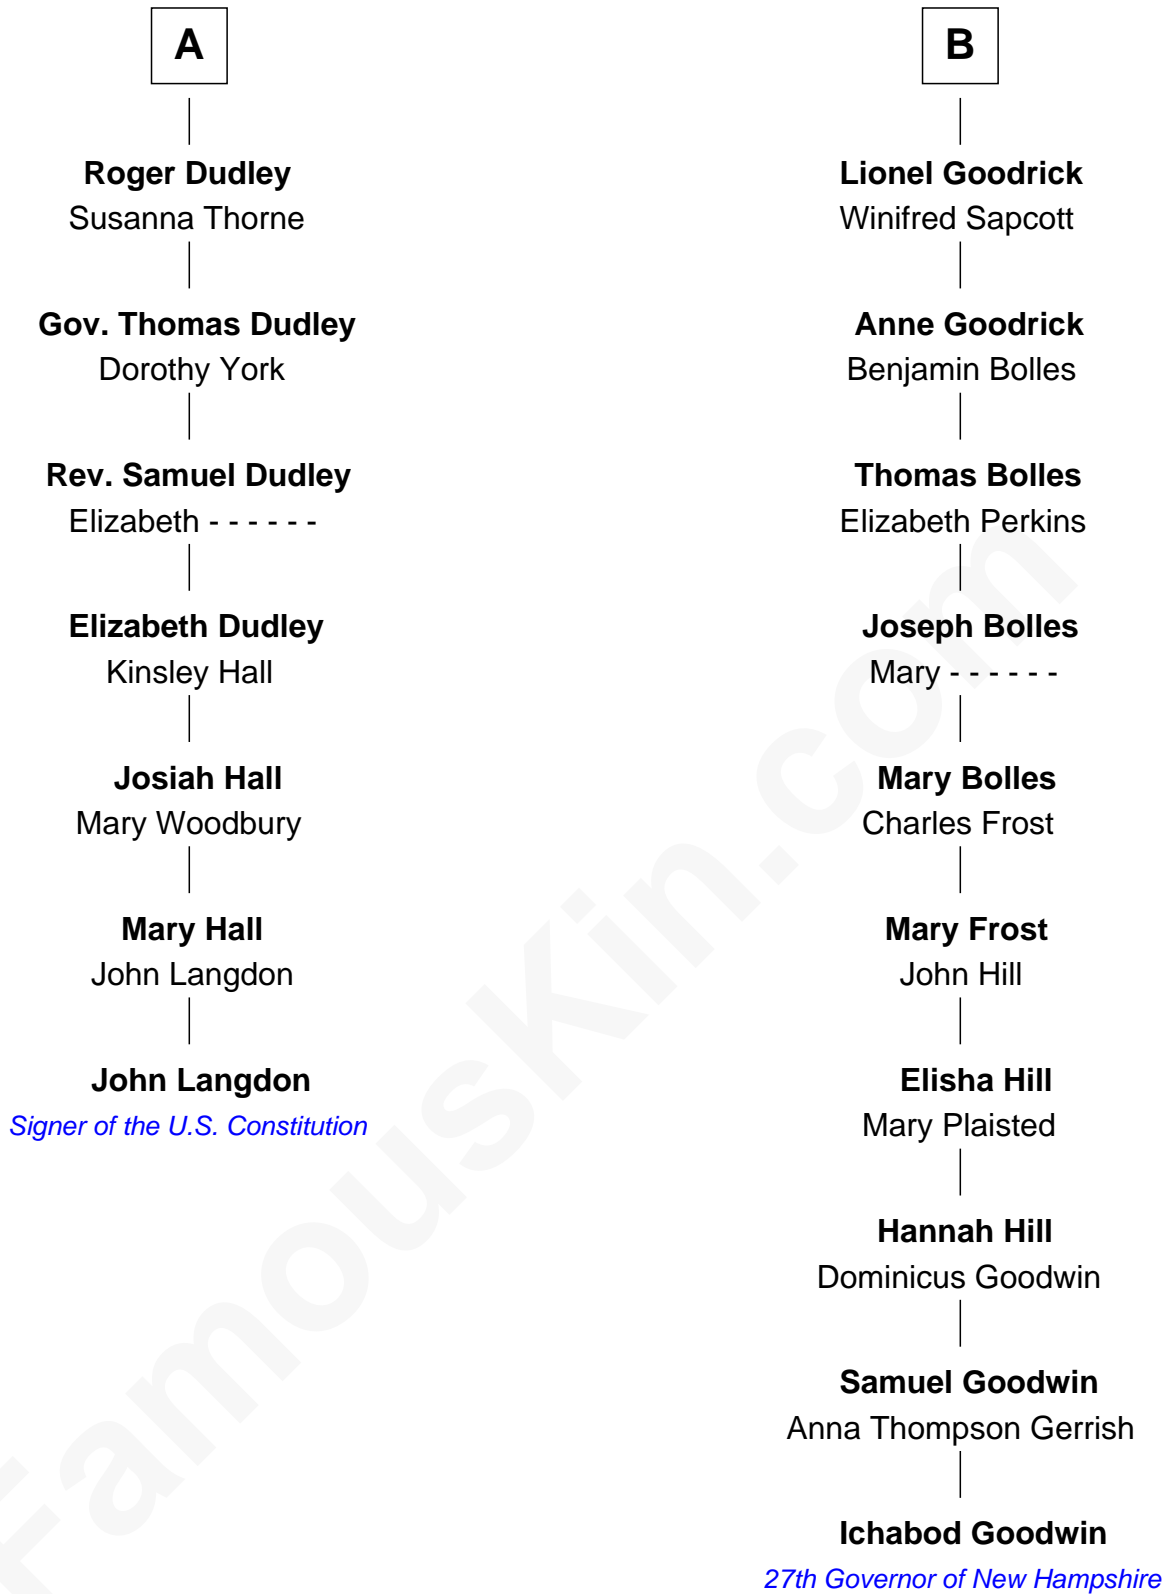 A
Roger Dudley
Susanna Thorne
Gov. Thomas Dudley
Dorothy York
Rev. Samuel Dudley
Elizabeth - - - - - -
Elizabeth Dudley
Kinsley Hall
Josiah Hall
Mary Woodbury
Mary Hall
John Langdon
John Langdon
Signer of the U.S. Constitution
B
Lionel Goodrick
Winifred Sapcott
Anne Goodrick
Benjamin Bolles
Thomas Bolles
Elizabeth Perkins
Joseph Bolles
Mary - - - - - -
Mary Bolles
Charles Frost
Mary Frost
John Hill
Elisha Hill
Mary Plaisted
Hannah Hill
Dominicus Goodwin
Samuel Goodwin
Anna Thompson Gerrish
Ichabod Goodwin
27th Governor of New Hampshire
FamousKin.com